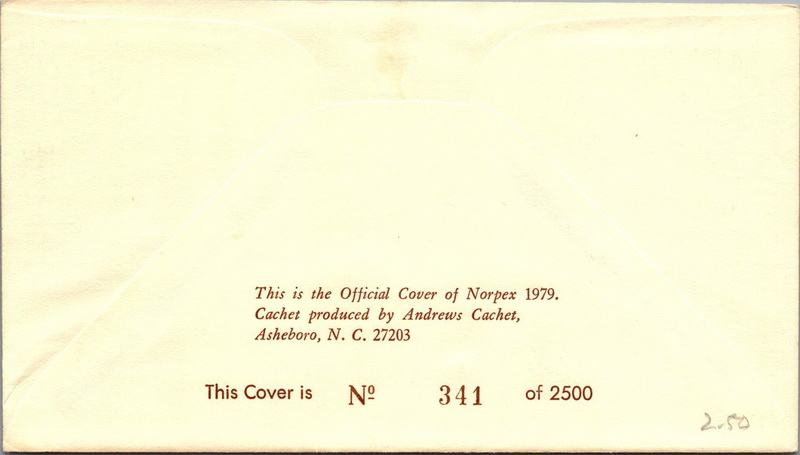 This is the Official Cover of Norpex 1979.
Cachet produced by Andrews Cachet,
Asheboro, N. C. 27203
This Cover is Nº 341 of 2500
2.50